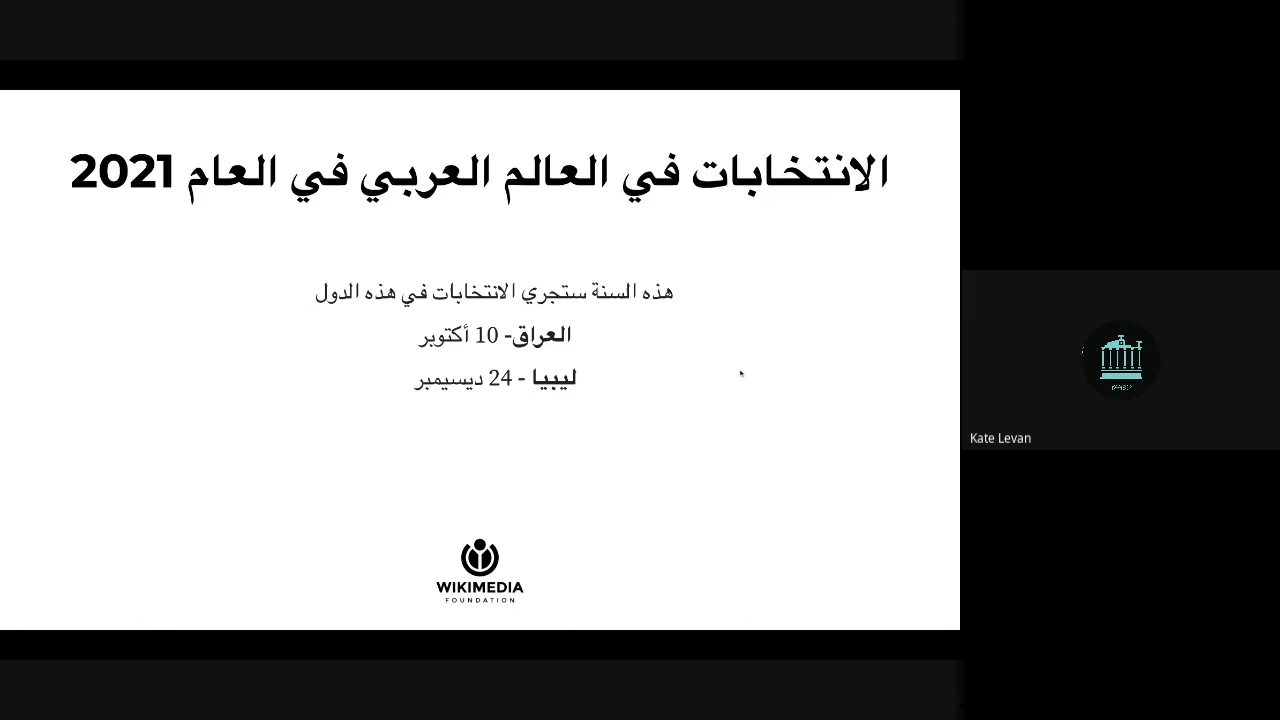 الانتخابات في العالم العربي في العام 2021
هذه السنة ستجري الانتخابات في هذه الدول
العراق- 10 أكتوبر
ليبيا - 24 ديسيمبر
WIKIMEDIA
FOUNDATION
Kate Levan